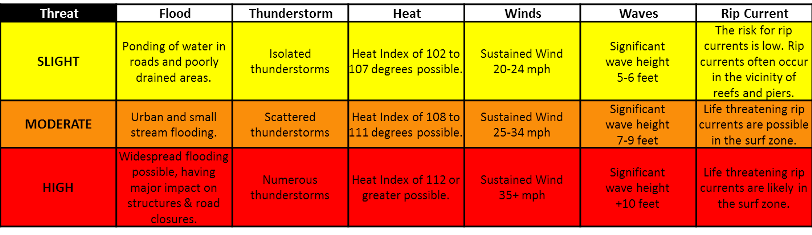 Threat
Flood
Thunderstorm
Heat
Winds
Waves
Rip Current
SLIGHT
Ponding of water in
roads and poorly
drained areas.
Isolated
thunderstorms
Heat Index of 102 to
107 degrees possible.
Sustained Wind
20-24 mph
Significant
wave height
5-6 feet
The risk for rip
currents is low. Rip
currents often occur
in the vicinity of
reefs and piers.
MODERATE
Urban and small
stream flooding.
Scattered
thunderstorms
Heat Index of 108 to
111 degrees possible.
Sustained Wind
25-34 mph
Significant
wave height
7-9 feet
Life threatening rip
currents are possible
in the surf zone.
HIGH
Widespread flooding
possible, having
major impact on
structures & road
closures.
Numerous
thunderstorms
Heat Index of 112 or
greater possible.
Sustained Wind
35+ mph
Significant
wave height
+10 feet
Life threatening rip
currents are likely in
the surf zone.